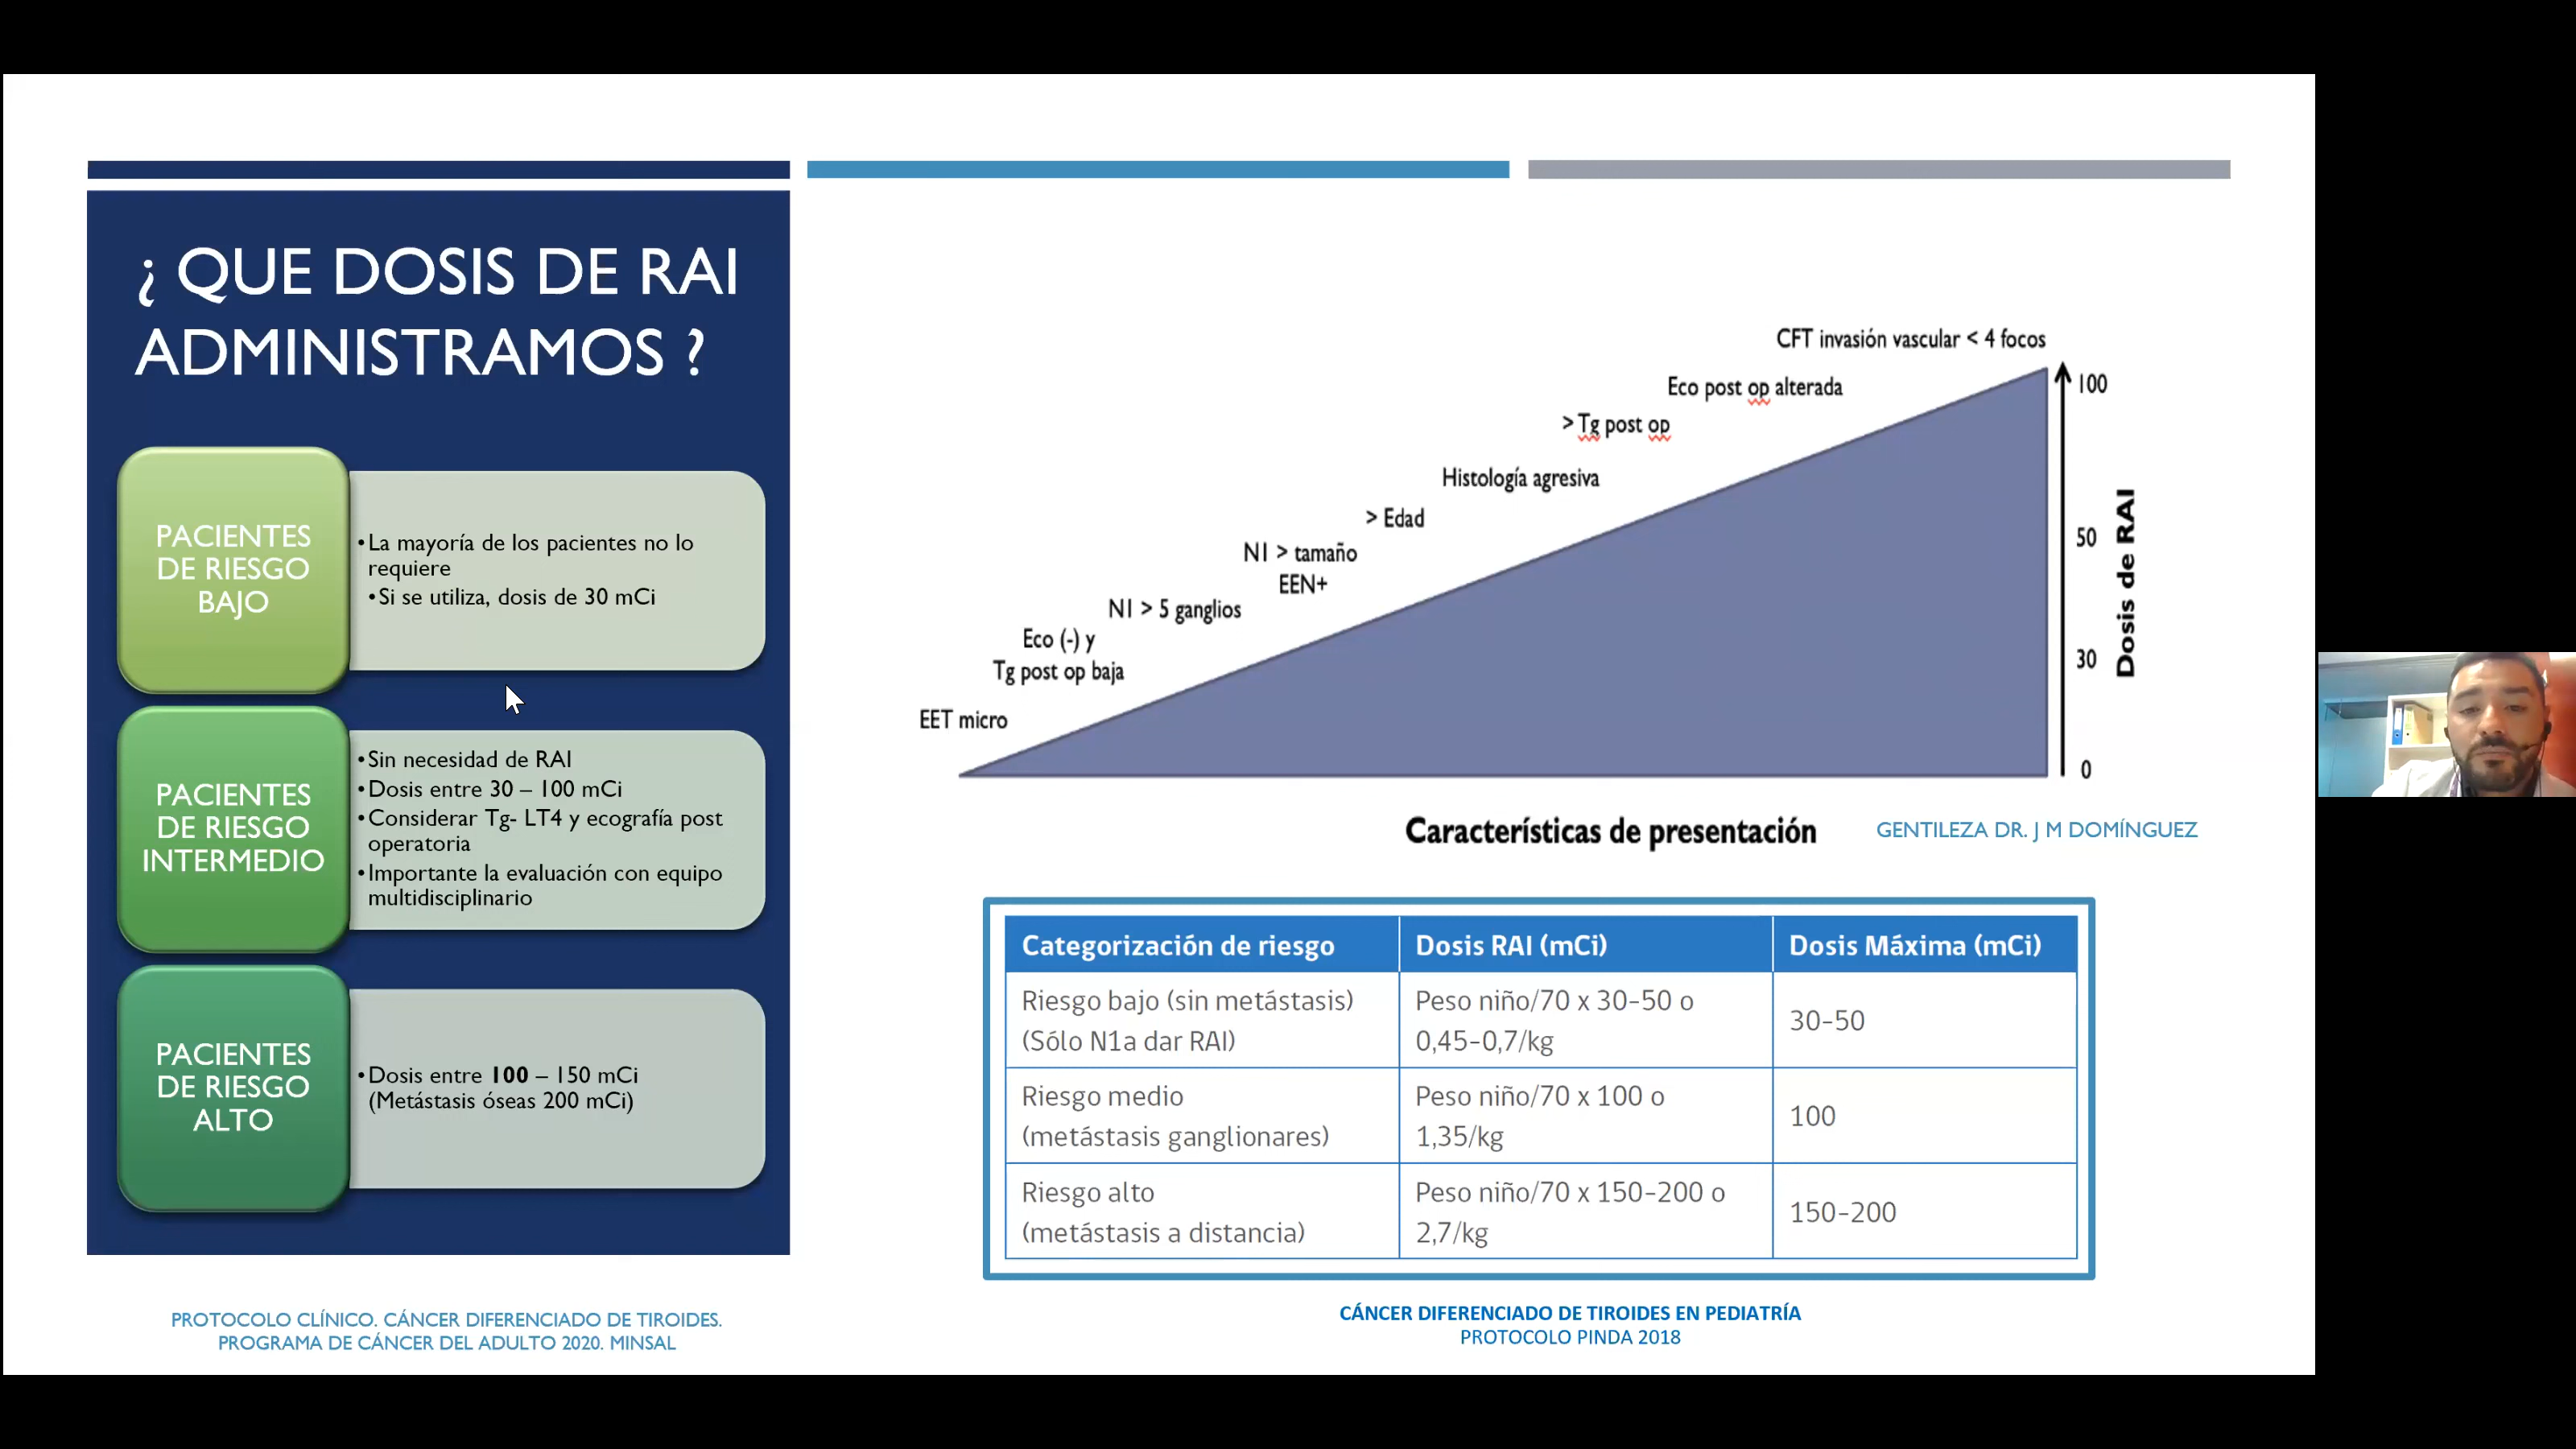 ¿ QUE DOSIS DE RAI
ADMINISTRAMOS ?
PACIENTES
DE RIESGO
BAJO
•La mayoría de los pacientes no lo
requiere
•Si se utiliza, dosis de 30 mCi
PACIENTES
DE RIESGO
INTERMEDIO
•Sin necesidad de RAI
•Dosis entre 30 – 100 mCi
•Considerar Tg- LT4 y ecografía post
operatoria
•Importante la evaluación con equipo
multidisciplinario
PACIENTES
DE RIESGO
ALTO
•Dosis entre 100 – 150 mCi
(Metástasis óseas 200 mCi)
PROTOCOLO CLÍNICO. CÁNCER DIFERENCIADO DE TIROIDES.
PROGRAMA DE CÁNCER DEL ADULTO 2020. MINSAL
CFT invasión vascular < 4 focos
Eco post op alterada
> Tg post op
Histología agresiva
> Edad
N1 > tamaño
EEN+
N1 > 5 ganglios
Eco (-) y
Tg post op baja
EET micro
100
50
30
0
Dosis de RAI
Características de presentación
GENTILEZA DR. J M DOMÍNGUEZ
Categorización de riesgo
Dosis RAI (mCi)
Dosis Máxima (mCi)
Riesgo bajo (sin metástasis)
(Sólo N1a dar RAI)
Peso niño/70 x 30-50 o
0,45-0,7/kg
30-50
Riesgo medio
(metástasis ganglionares)
Peso niño/70 x 100 o
1,35/kg
100
Riesgo alto
(metástasis a distancia)
Peso niño/70 x 150-200 o
2,7/kg
150-200
CÁNCER DIFERENCIADO DE TIROIDES EN PEDIATRÍA
PROTOCOLO PINDA 2018